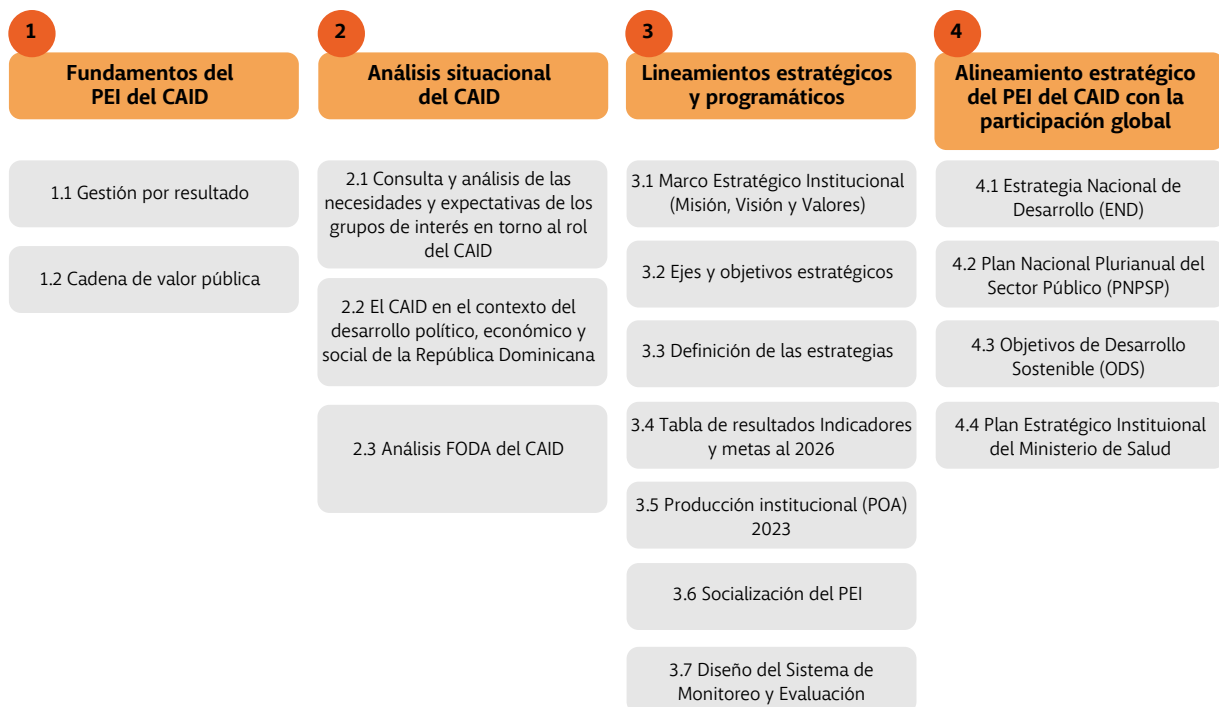 1
Fundamentos del
PEI del CAID
1.1 Gestión por resultado
1.2 Cadena de valor pública
2
Análisis situacional
del CAID
2.1 Consulta y análisis de las
necesidades y expectativas de los
grupos de interés en torno al rol
del CAID
2.2 El CAID en el contexto del
desarrollo político, económico y
social de la República Dominicana
2.3 Análisis FODA del CAID
3
Lineamientos estratégicos
y programáticos
3.1 Marco Estratégico Institucional
(Misión, Visión y Valores)
3.2 Ejes y objetivos estratégicos
3.3 Definición de las estrategias
3.4 Tabla de resultados Indicadores
y metas al 2026
3.5 Producción institucional (POA)
2023
3.6 Socialización del PEI
3.7 Diseño del Sistema de
Monitoreo y Evaluación
4
Alineamiento estratégico
del PEI del CAID con la
participación global
4.1 Estrategia Nacional de
Desarrollo (END)
4.2 Plan Nacional Plurianual del
Sector Público (PNPSP)
4.3 Objetivos de Desarrollo
Sostenible (ODS)
4.4 Plan Estratégico Instituional
del Ministerio de Salud